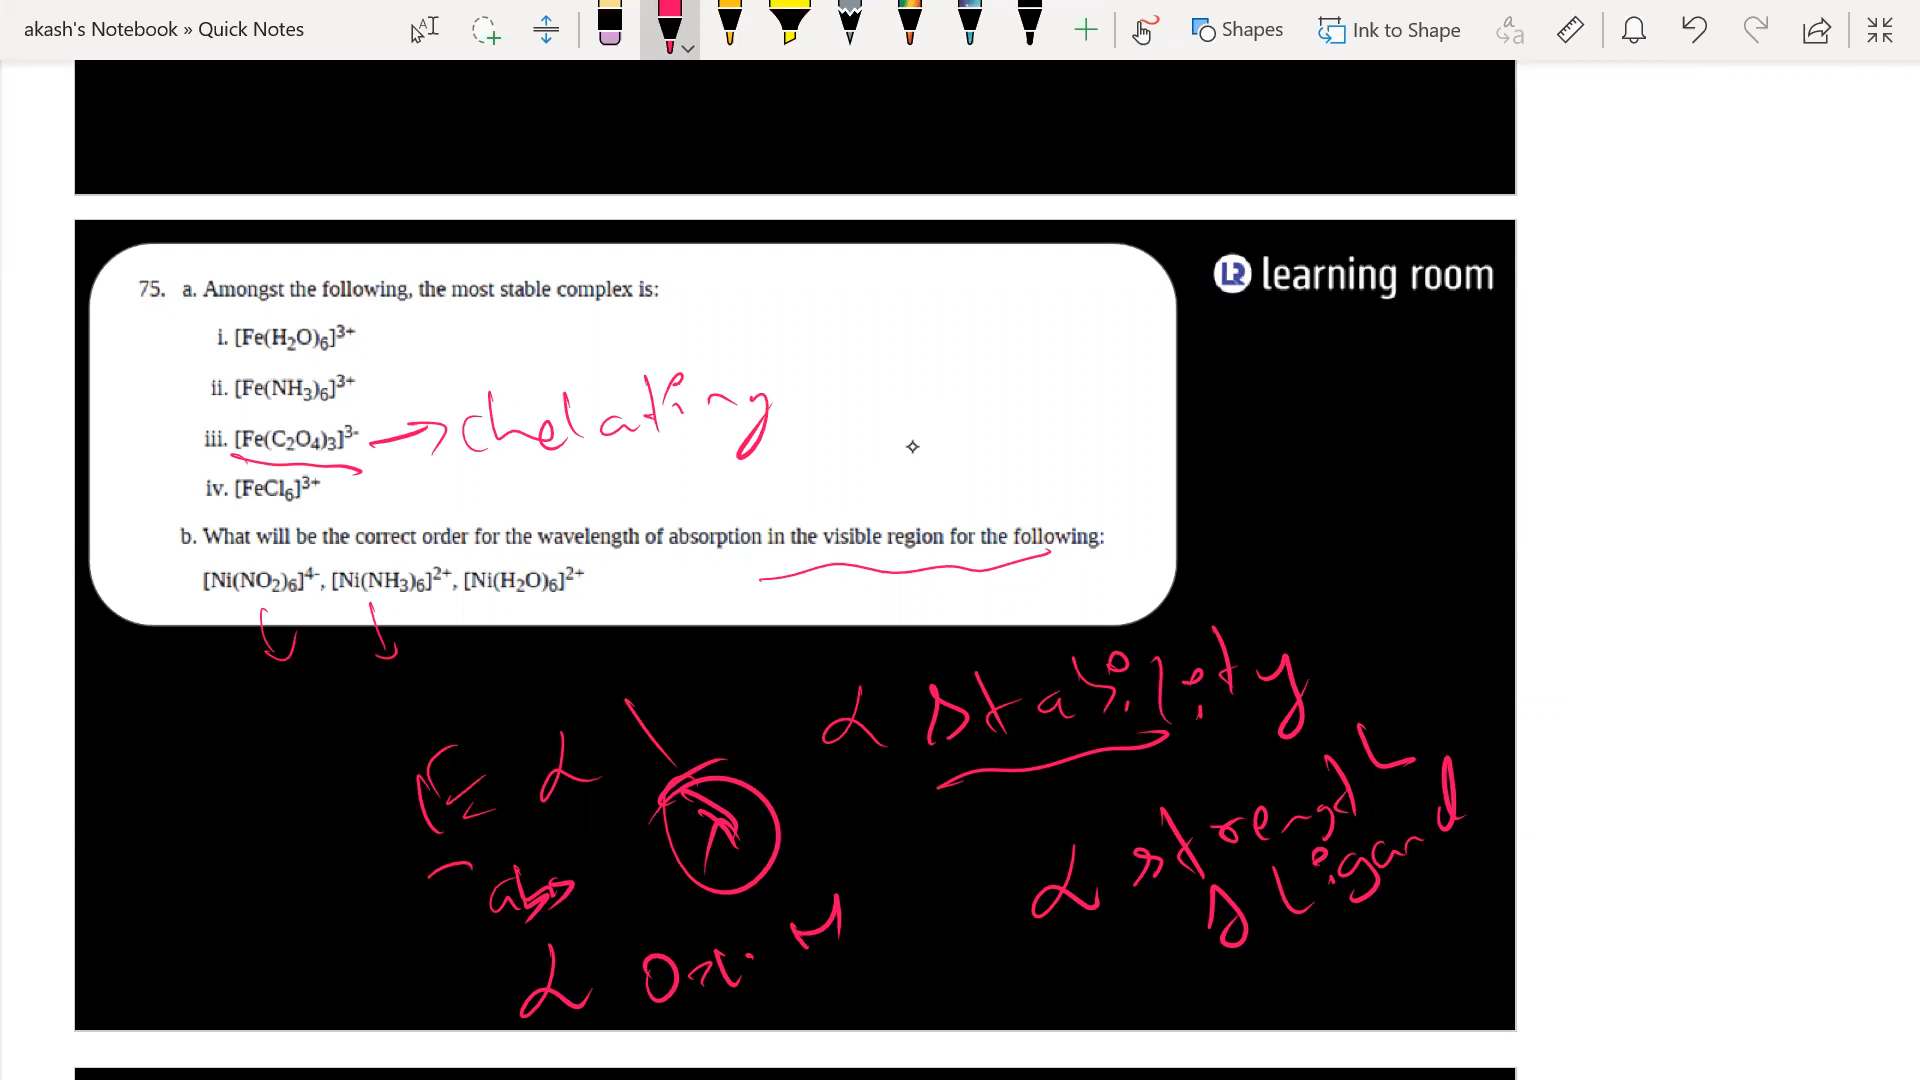 akash's Notebook » Quick Notes
Shapes
Ink to Shape
learning room
75. a. Amongst the following, the most stable complex is:
i. [Fe(H₂O)₆]³⁺
ii. [Fe(NH₃)₆]³⁺
iii. [Fe(C₂O₄)₃]³⁻ → chelating
iv. [FeCl₆]³⁺
b. What will be the correct order for the wavelength of absorption in the visible region for the following:
[Ni(NO₂)₆]⁴⁻, [Ni(NH₃)₆]²⁺, [Ni(H₂O)₆]²⁺
α stability
E α 1
λ
abs
α strength
Ligand
α Oxi. M